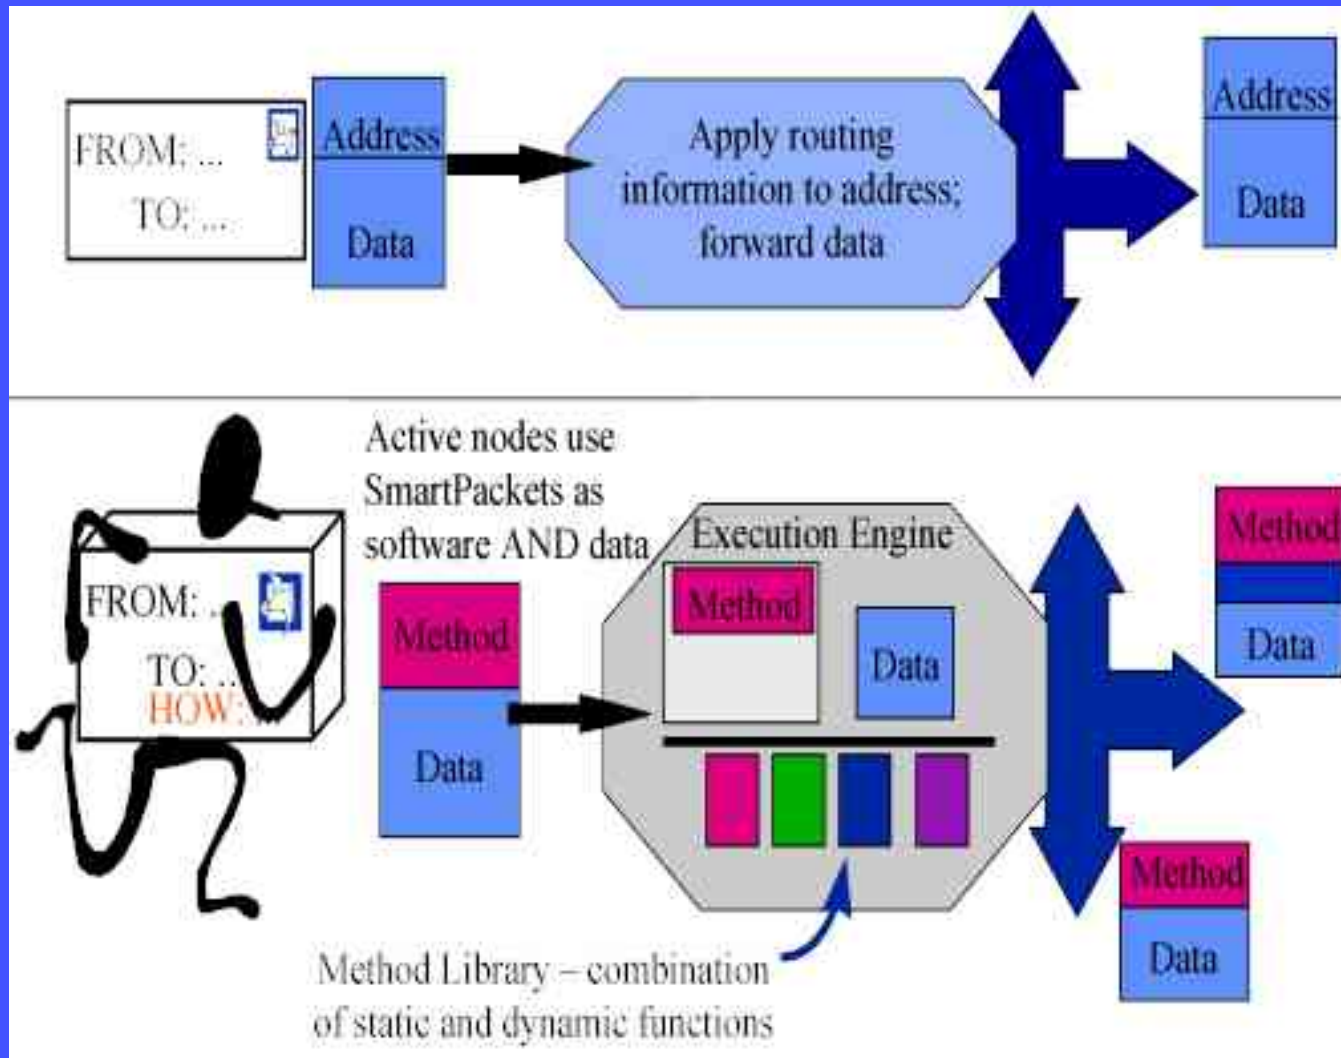 FROM: ...
TO: ...
Address
Data
Apply routing
information to address;
forward data
Address
Data
Active nodes use
SmartPackets as
software AND data
FROM: ..
TO: ..
HOW:
Method
Data
Execution Engine
Method
Data
Method
Data
Method
Data
Method Library – combination
of static and dynamic functions